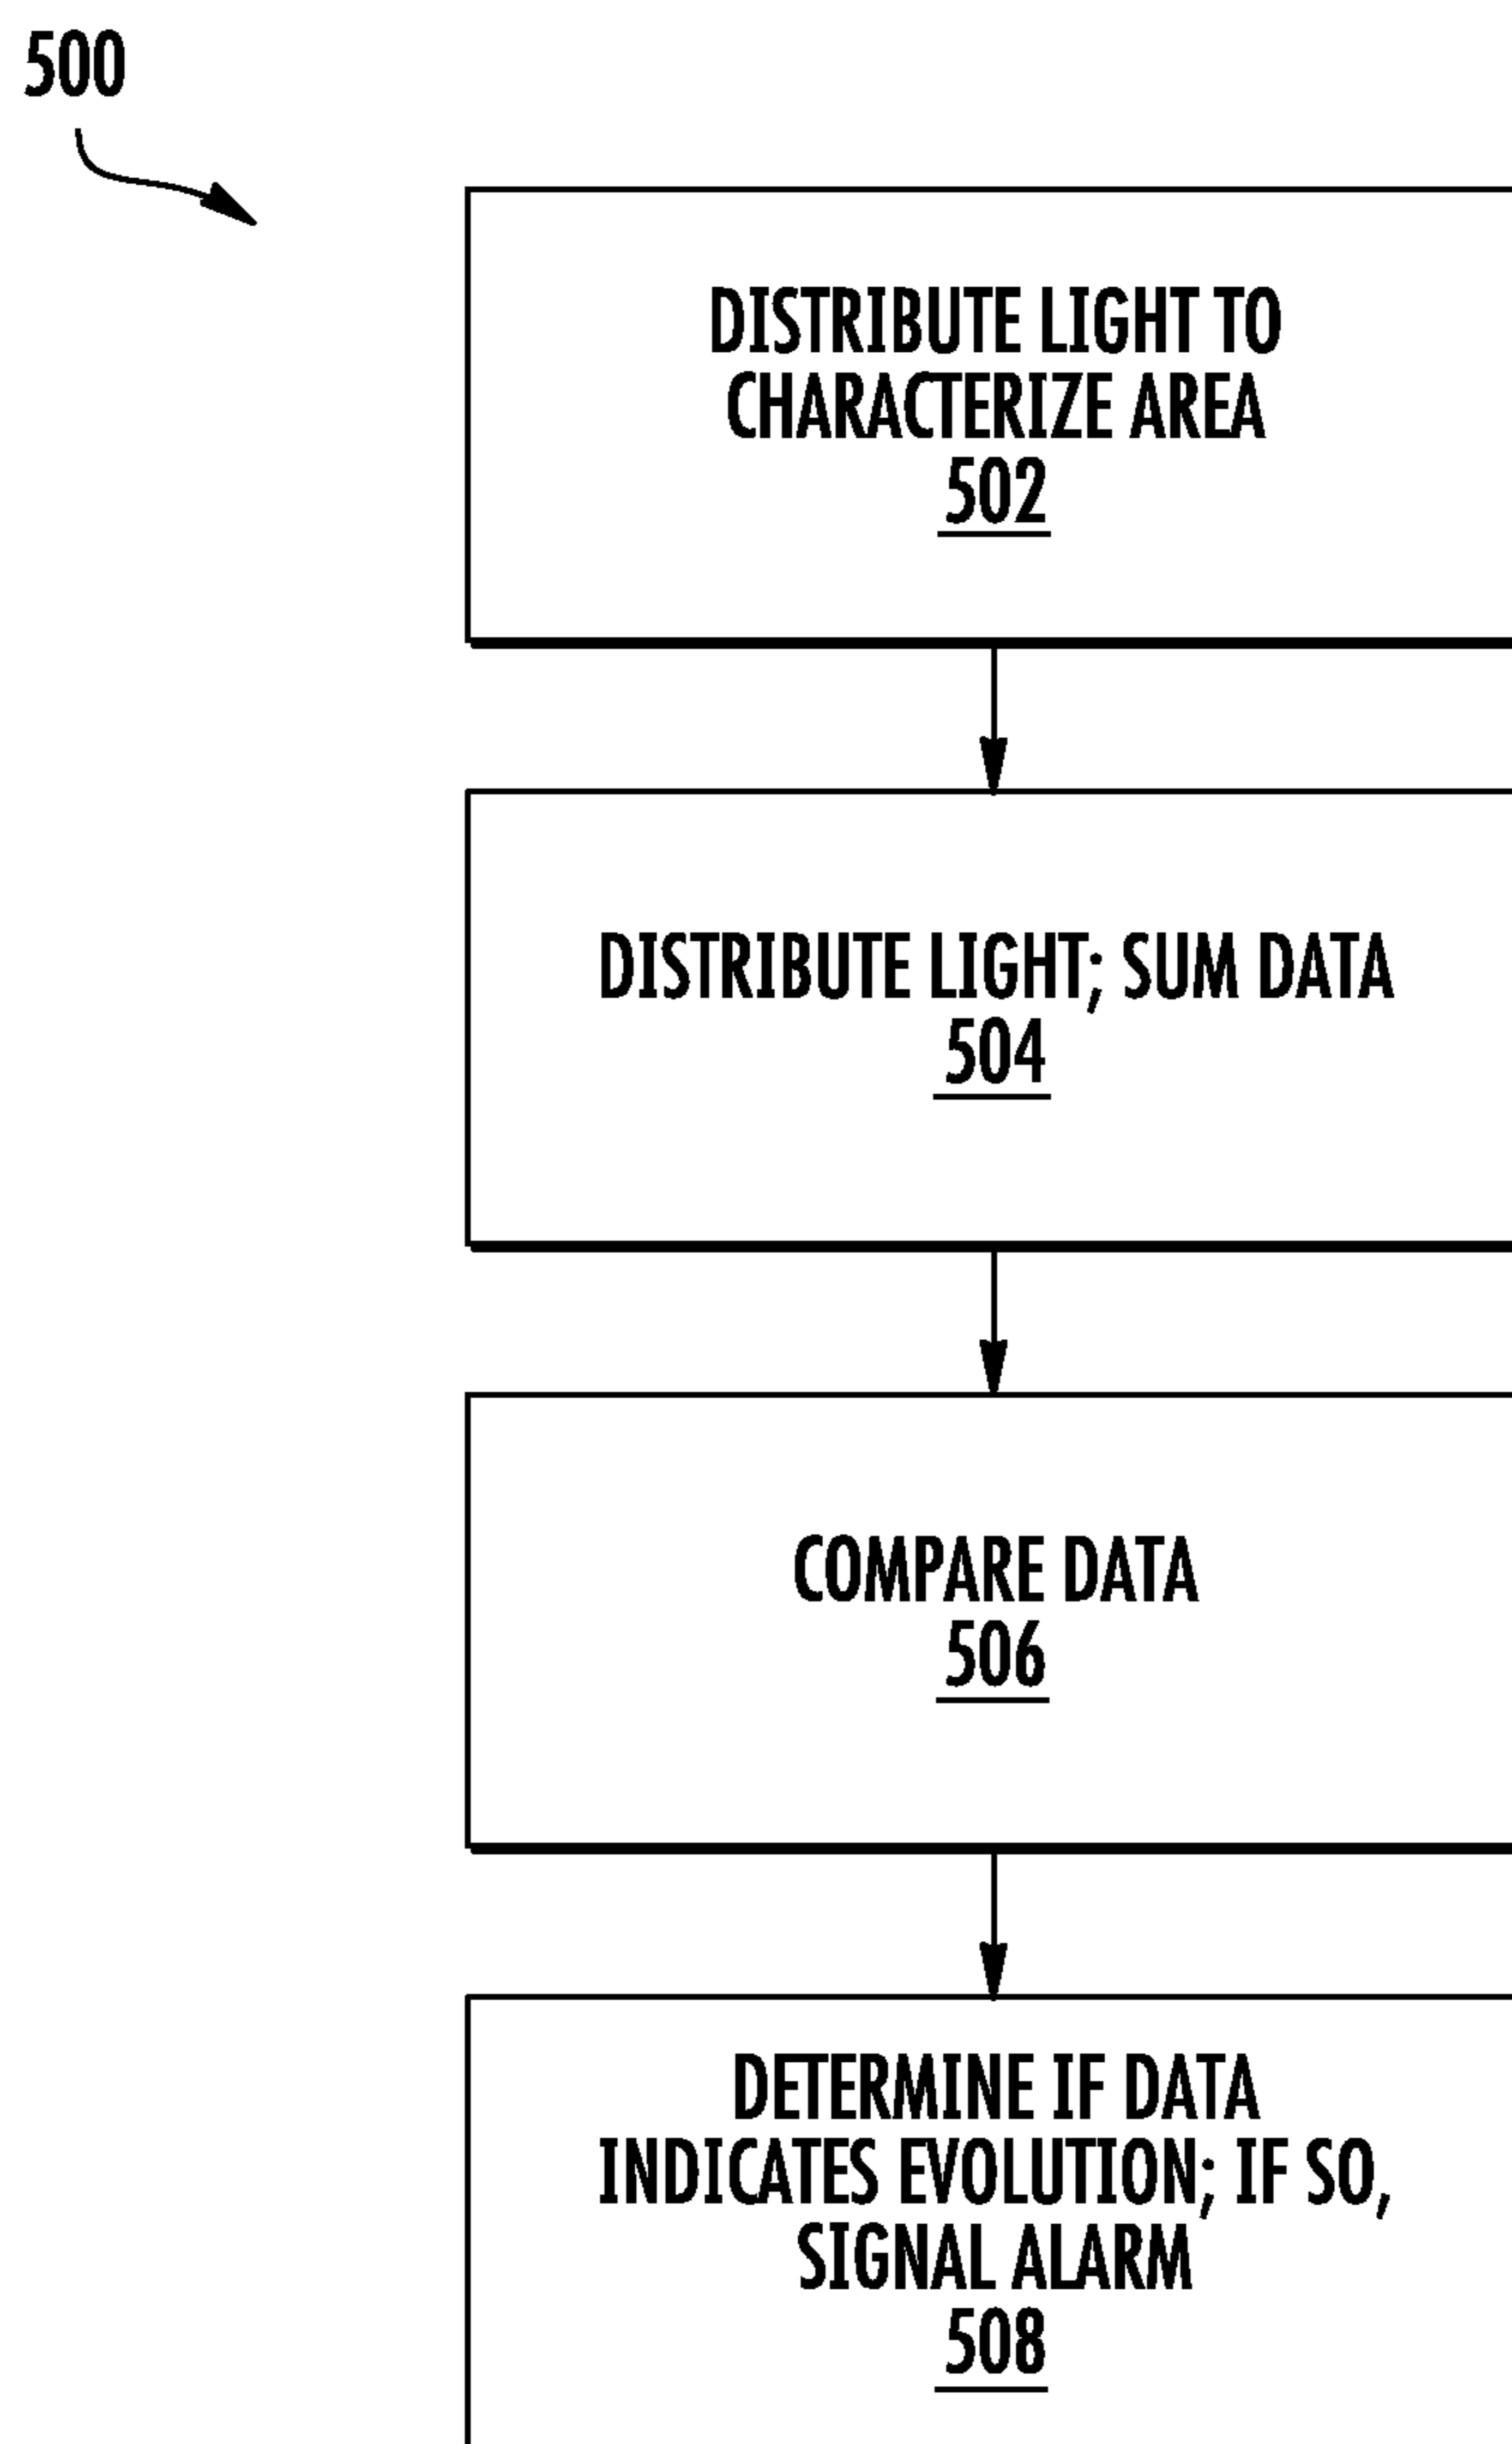 500
DISTRIBUTE LIGHT TO
CHARACTERIZE AREA
502
DISTRIBUTE LIGHT; SUM DATA
504
COMPARE DATA
506
DETERMINE IF DATA
INDICATES EVOLUTION; IF SO,
SIGNAL ALARM
508